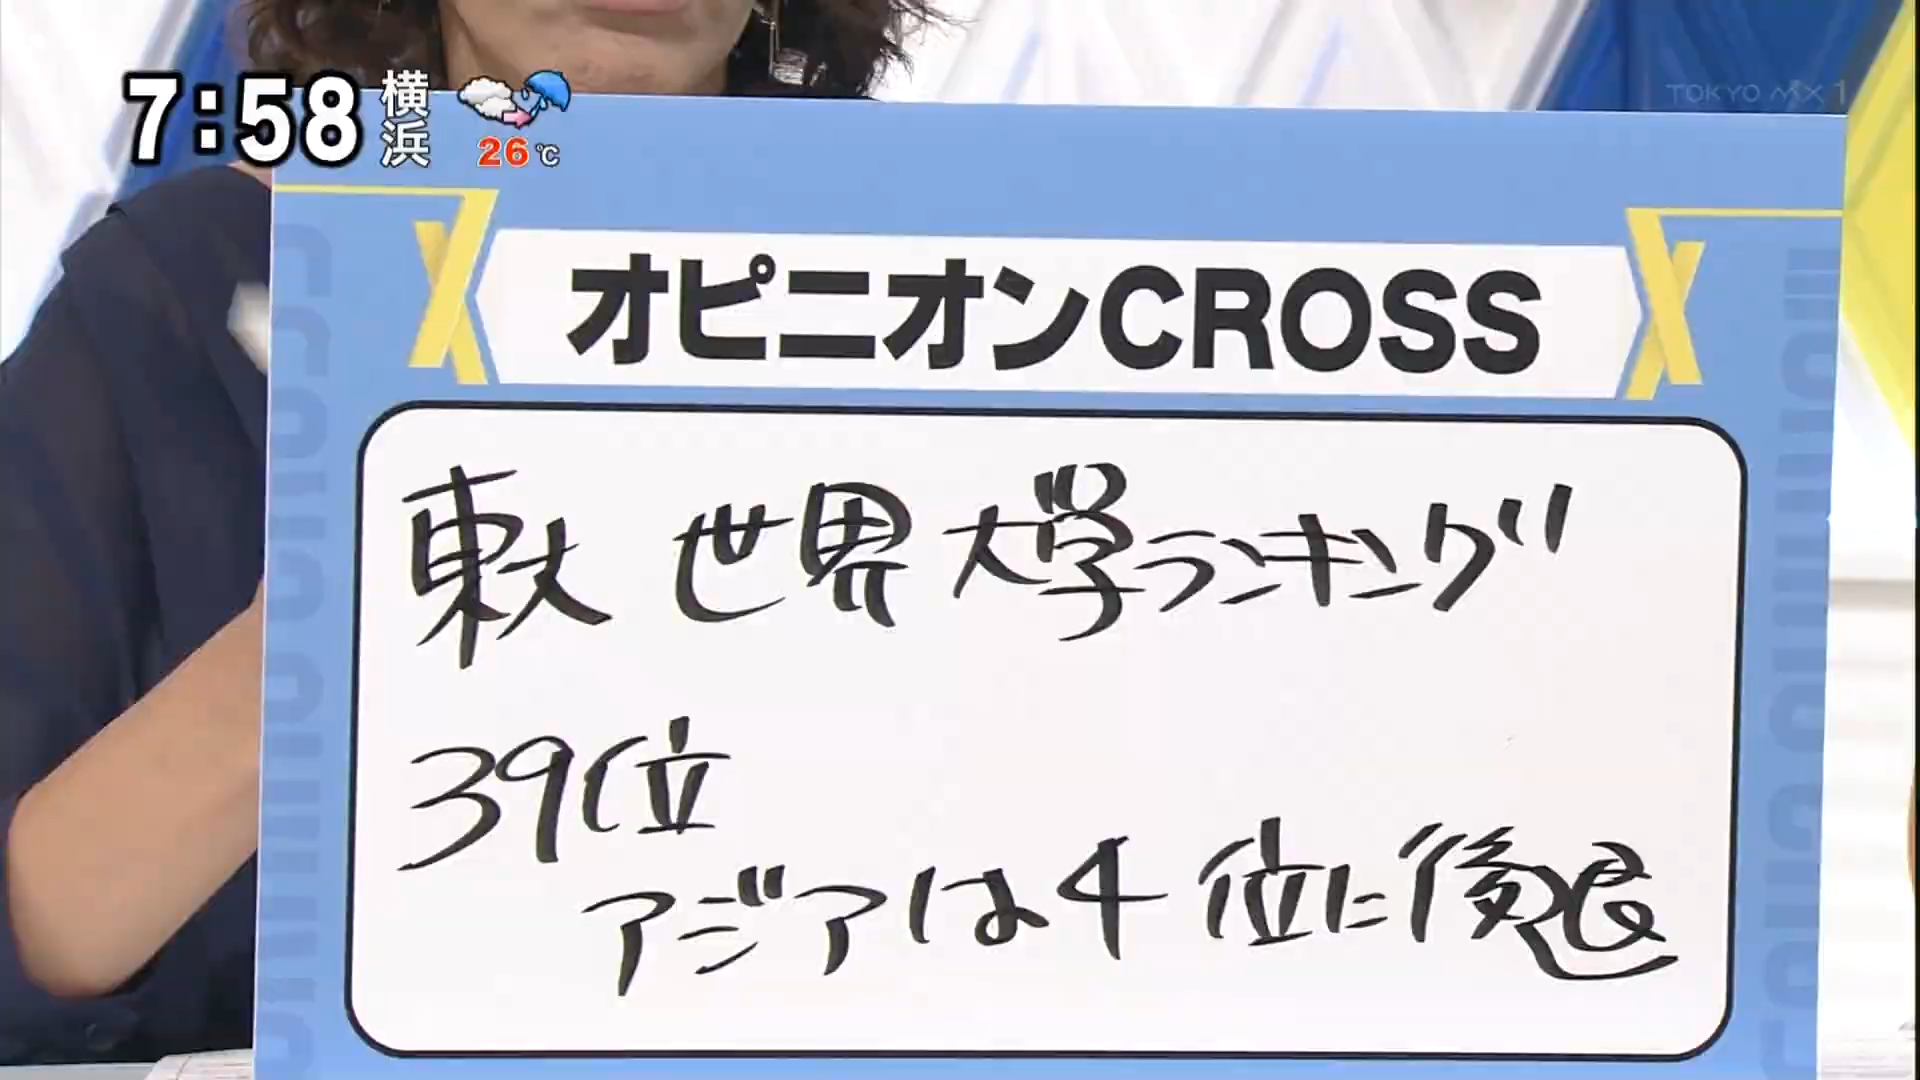 7:58
横浜
26℃
TOKYO MX1
オピニオンCROSS
東大 世界大学ランキング
39位
アジアは4位に後退